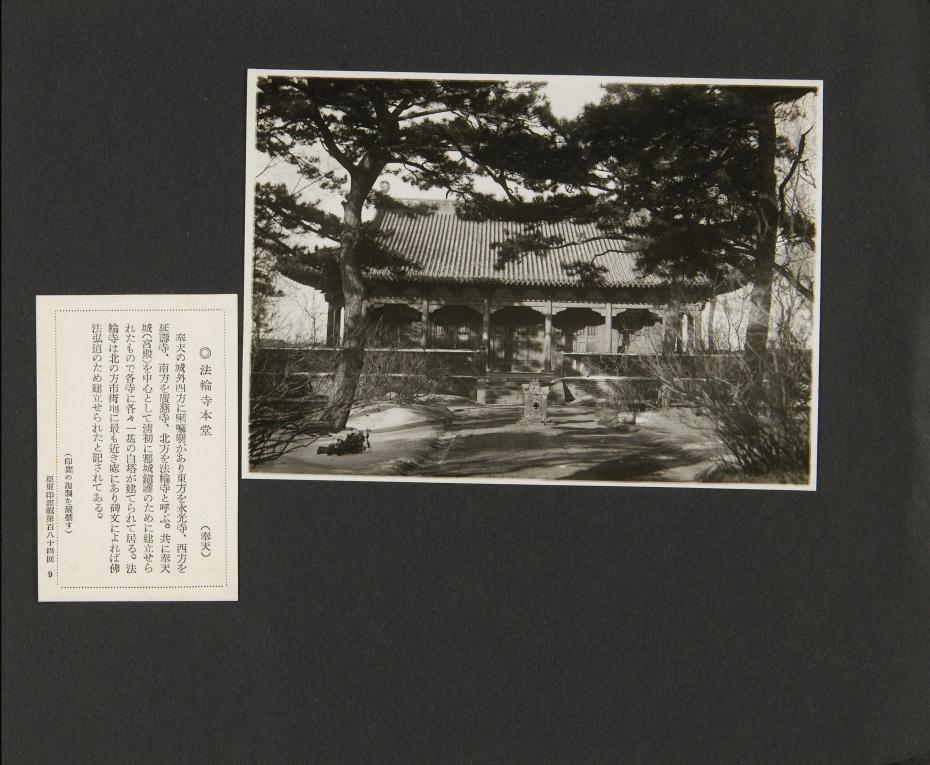 ◎法輪寺本堂　（奉天）
奉天の城外四方に喇嘛廟があり東方を永光寺、西方を
延壽寺、南方を廣慈寺、北方を法輪寺と呼ぶ。共に奉天
城（宮殿）を中心として淸初に都城鎭護のために建立せら
れたもので各寺に各々一基の白塔が建てられて居る。法
輪寺は北の方市街地に最も近き處にあり碑文によれば佛
法弘通のため建立せられたと記されてある。
（印畫の複製を嚴禁す）
亞東印畫輯第百八十四回　9